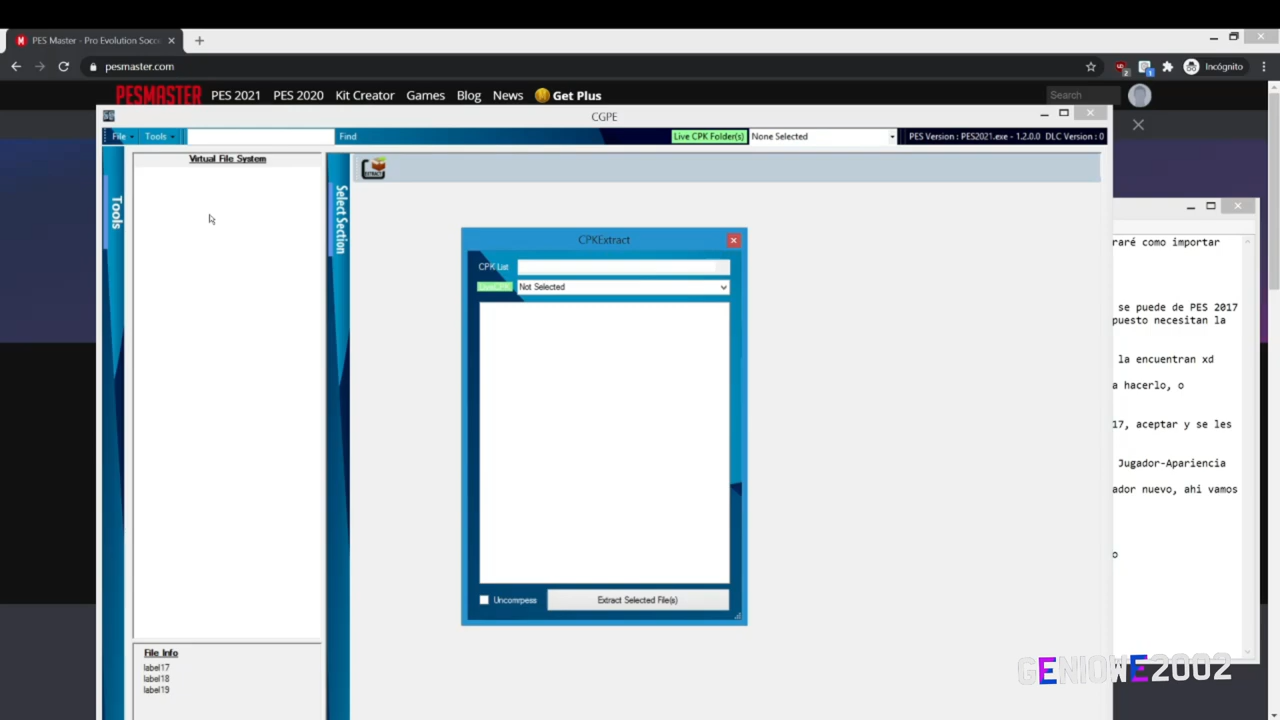 PES Master - Pro Evolution Socc
pesmaster.com
Incógnito
PESMASTER PES 2021 PES 2020 Kit Creator Games Blog News Get Plus Search
CGPE
File Tools Find Live CPK Folder(s) None Selected PES Version : PES2021.exe - 1.2.0.0 DLC Version : 0
Virtual File System
Tools
Select Section
EXTRACT
CPKExtract
CPK List
Not Selected
Uncomrpess
Extract Selected File(s)
File Info
label17
label18
label19
raré como importar
se puede de PES 2017
puesto necesitan la
la encuentran xd
a hacerlo, o
17, aceptar y se les
Jugador-Apariencia
ador nuevo, ahi vamos
o
GENIOWE2002